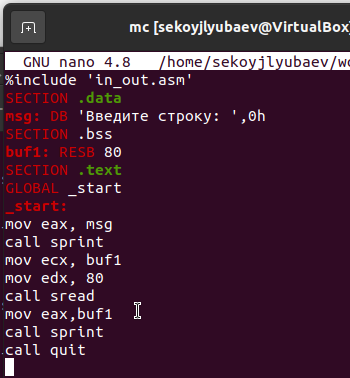 mc [sekoyjlyubaev@VirtualBox]
GNU nano 4.8 /home/sekoyjlyubaev/wo
%include 'in_out.asm'
SECTION .data
msg: DB 'Введите строку: ',0h
SECTION .bss
buf1: RESB 80
SECTION .text
GLOBAL _start
_start:
mov eax, msg
call sprint
mov ecx, buf1
mov edx, 80
call sread
mov eax,buf1
call sprint
call quit